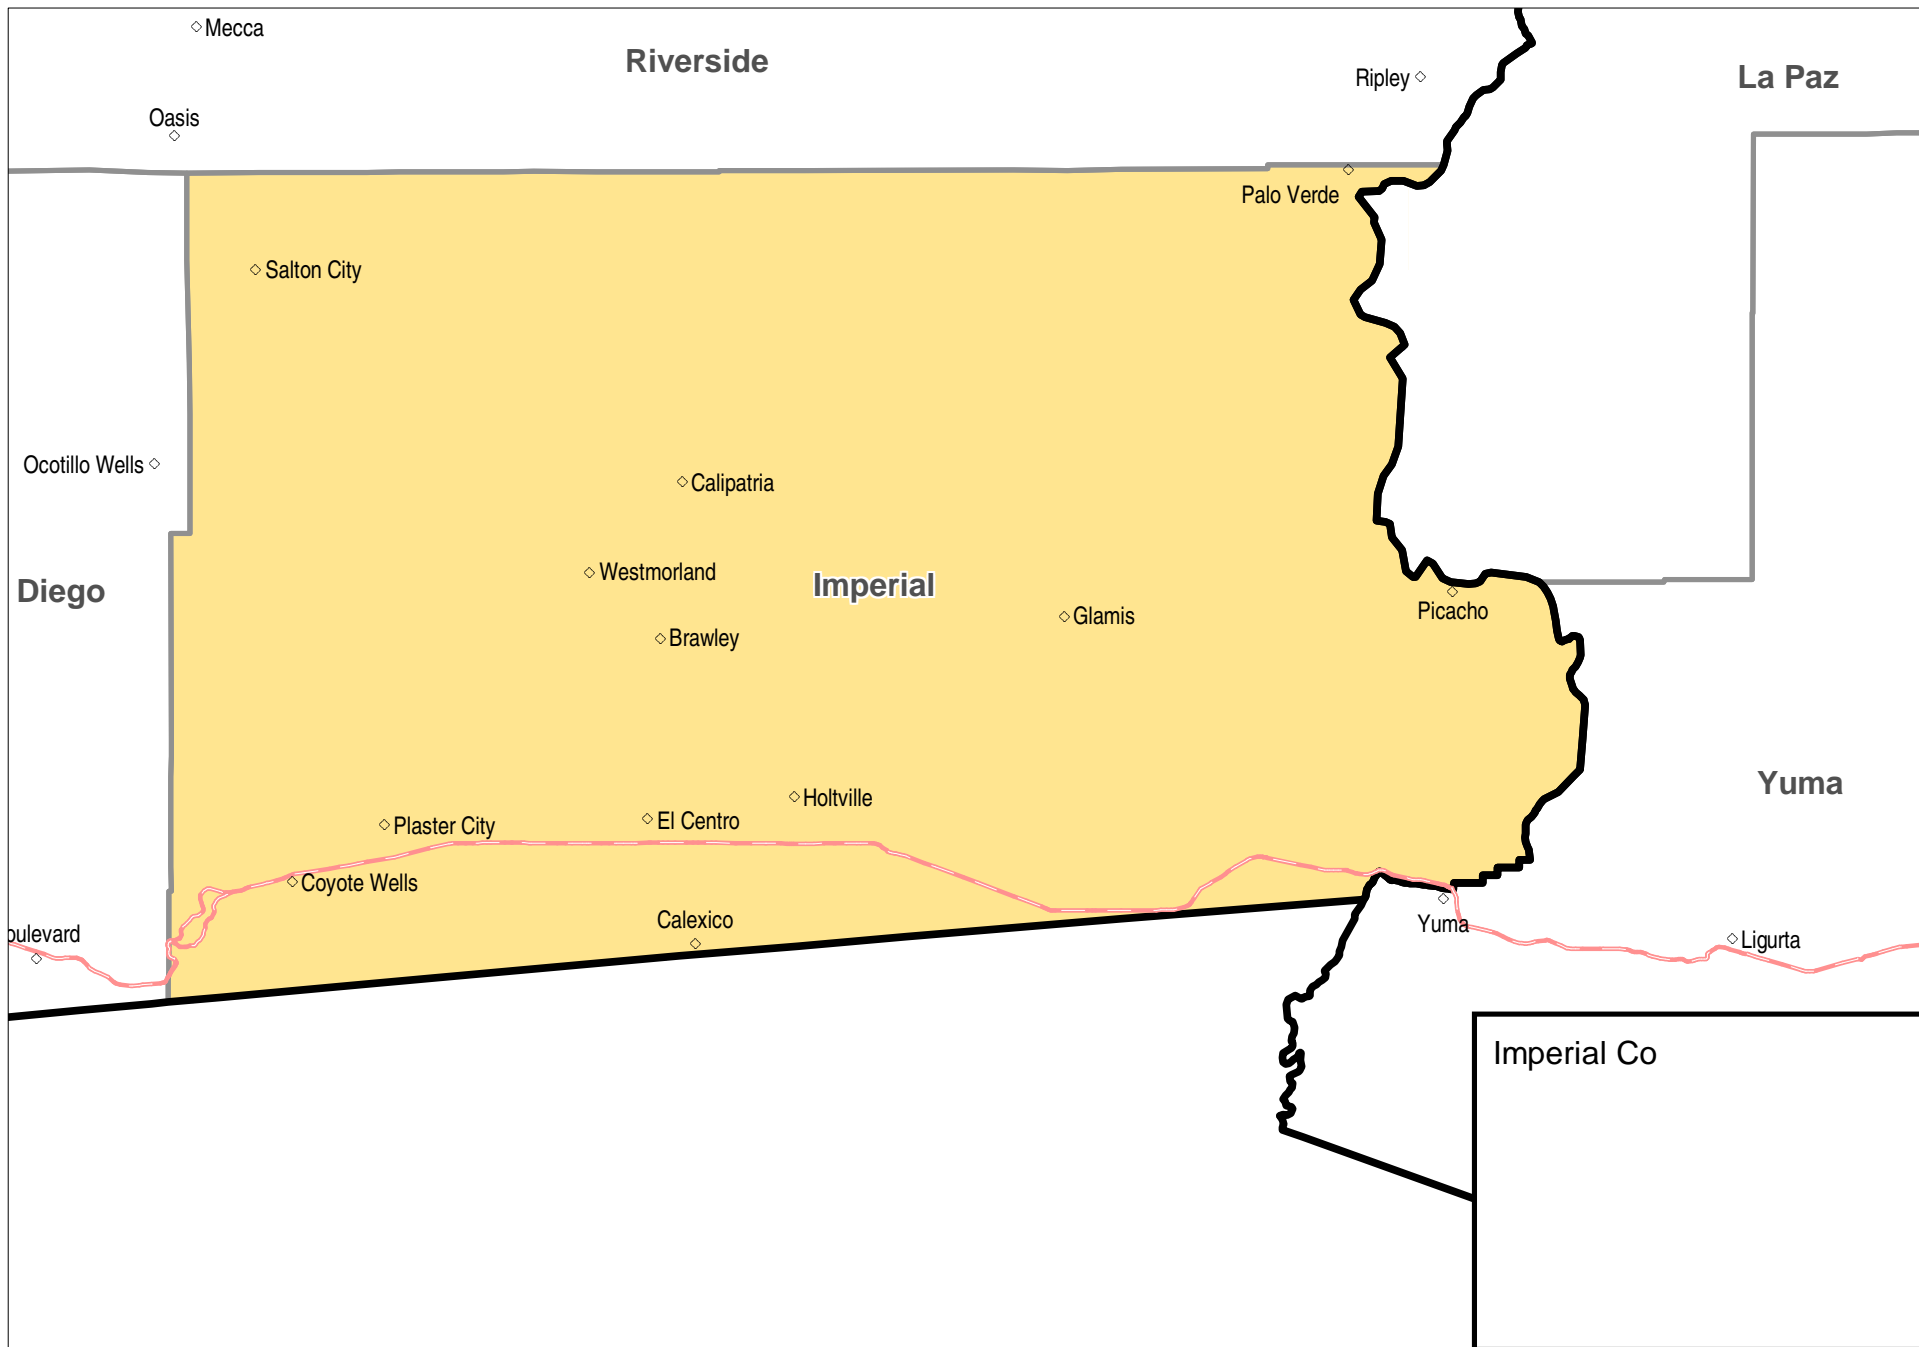 Mecca
Riverside
Ripley
La Paz
Oasis
Palo Verde
Salton City
Ocotillo Wells
Calipatria
Westmorland
Imperial
Diego
Glamis
Picacho
Brawley
Yuma
Holtville
El Centro
Plaster City
Coyote Wells
Calexico
Yuma
oulevard
Ligurta
Imperial Co